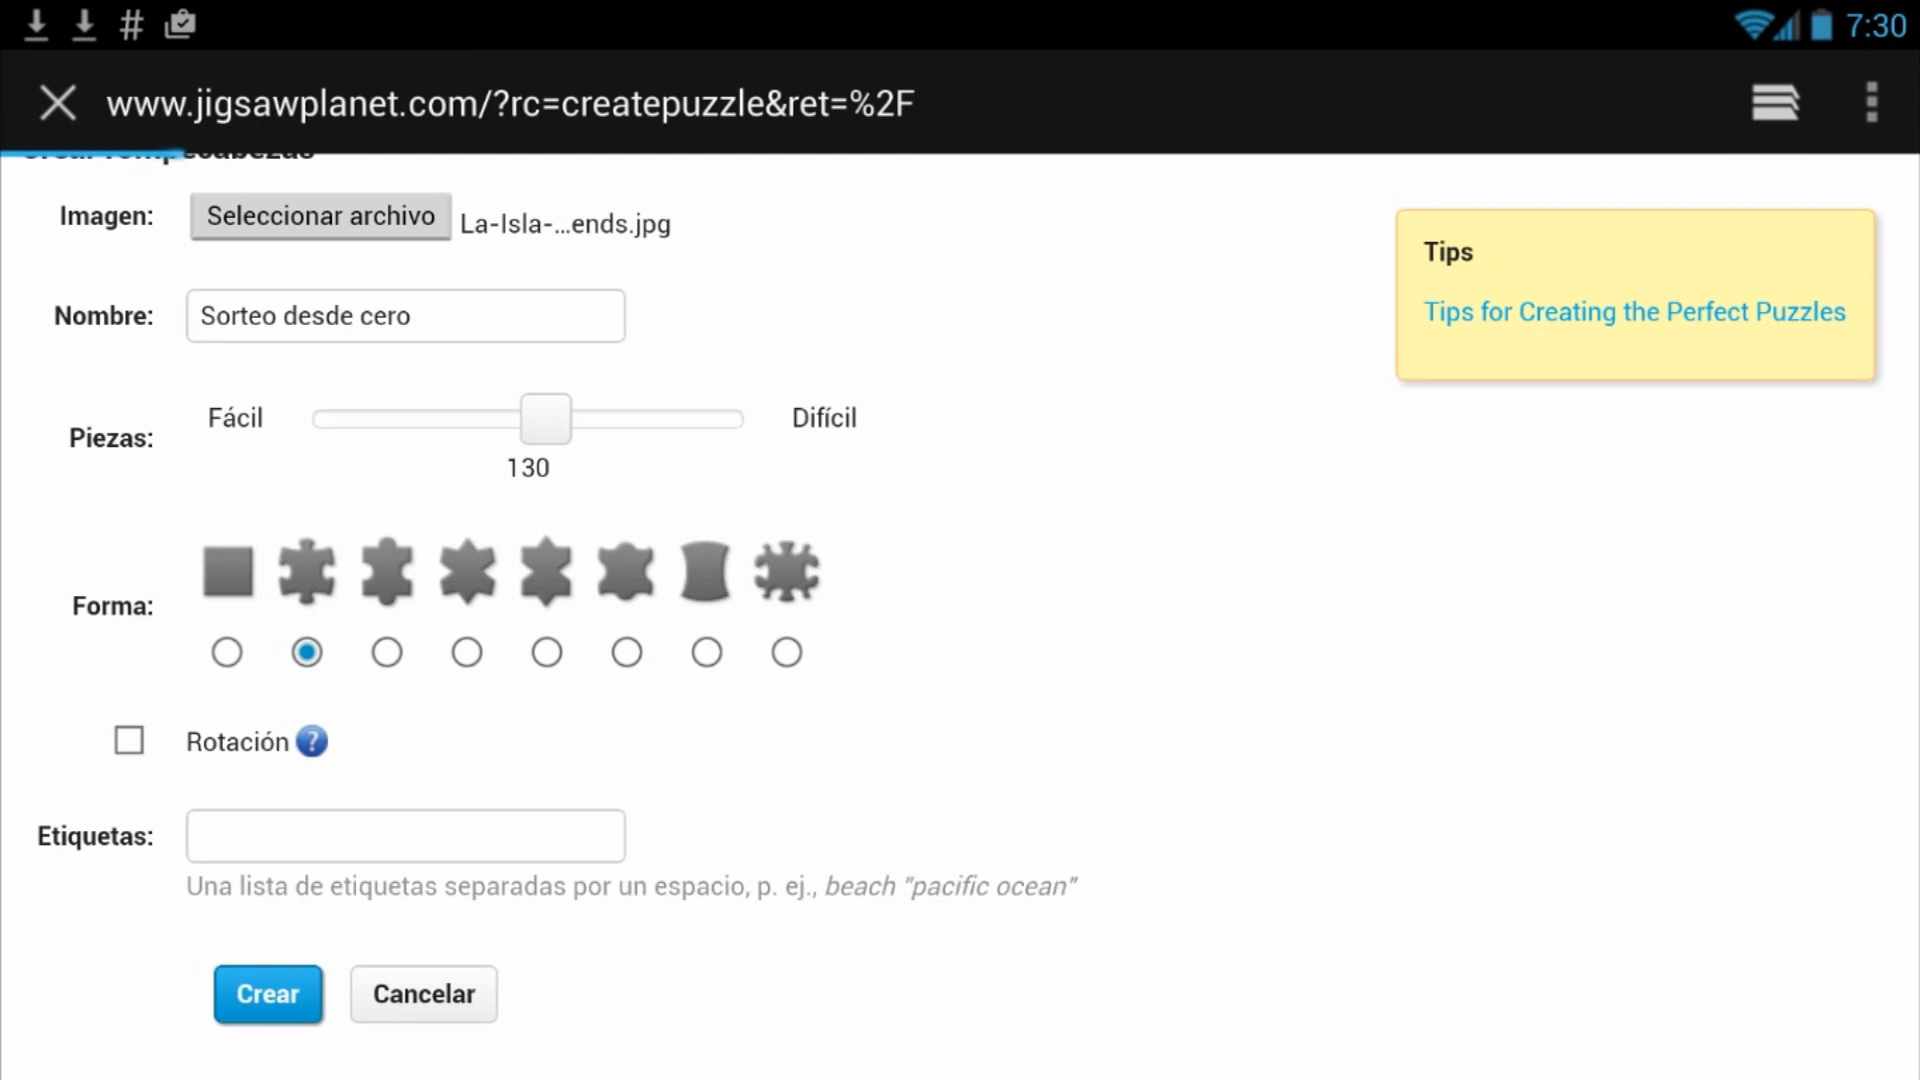 7:30
www.jigsawplanet.com/?rc=createpuzzle&ret=%2F
Crear rompecabezas
Imagen: Seleccionar archivo La-Isla-...ends.jpg
Tips
Tips for Creating the Perfect Puzzles
Nombre: Sorteo desde cero
Piezas: Fácil Difícil
130
Forma:
Rotación ?
Etiquetas:
Una lista de etiquetas separadas por un espacio, p. ej., beach "pacific ocean"
Crear Cancelar